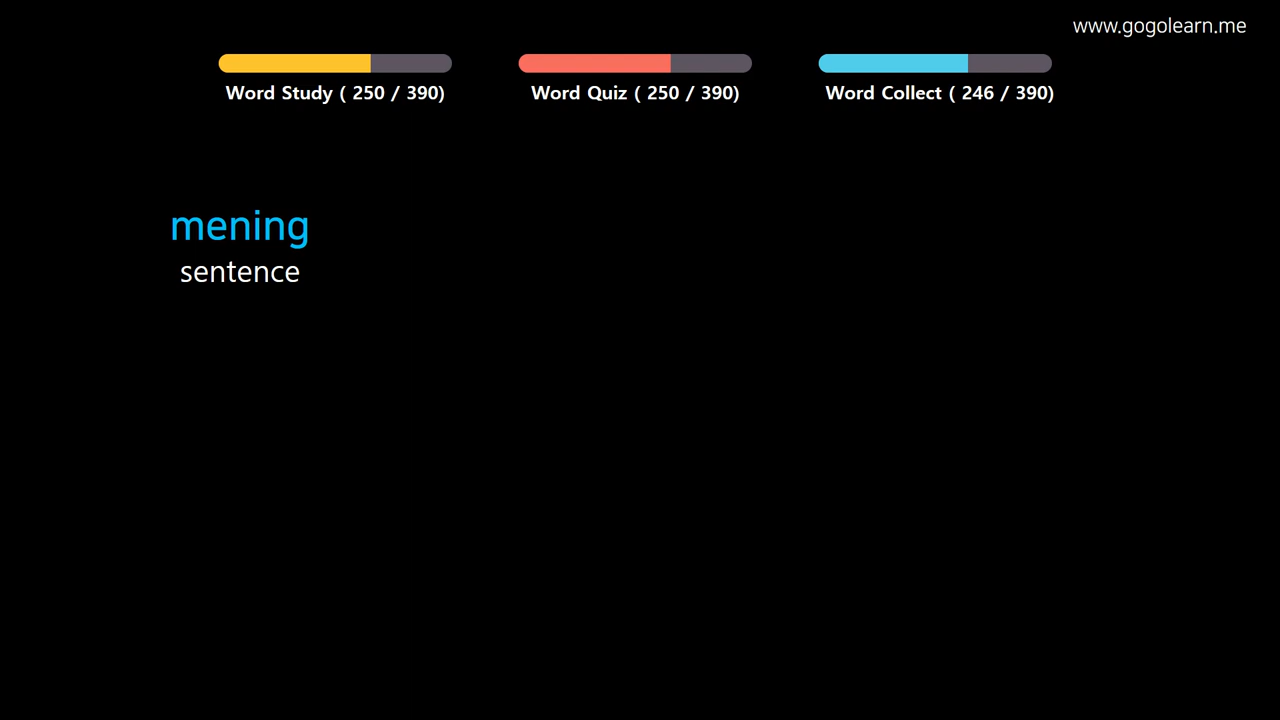 www.gogolearn.me
Word Study ( 250 / 390)
Word Quiz ( 250 / 390)
Word Collect ( 246 / 390)
mening
sentence